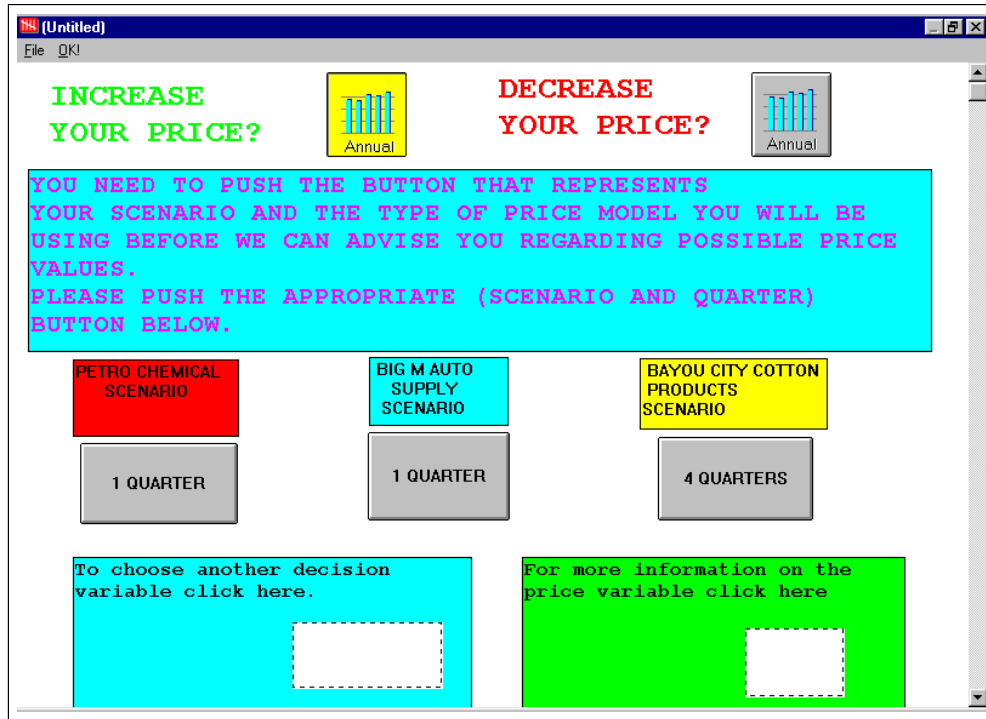 (Untitled)
File OK!
INCREASE
YOUR PRICE?
Annual
DECREASE
YOUR PRICE?
Annual
YOU NEED TO PUSH THE BUTTON THAT REPRESENTS
YOUR SCENARIO AND THE TYPE OF PRICE MODEL YOU WILL BE
USING BEFORE WE CAN ADVISE YOU REGARDING POSSIBLE PRICE
VALUES.
PLEASE PUSH THE APPROPRIATE (SCENARIO AND QUARTER)
BUTTON BELOW.
PETRO CHEMICAL
SCENARIO
1 QUARTER
BIG M AUTO
SUPPLY
SCENARIO
1 QUARTER
BAYOU CITY COTTON
PRODUCTS
SCENARIO
4 QUARTERS
To choose another decision
variable click here.
For more information on the
price variable click here